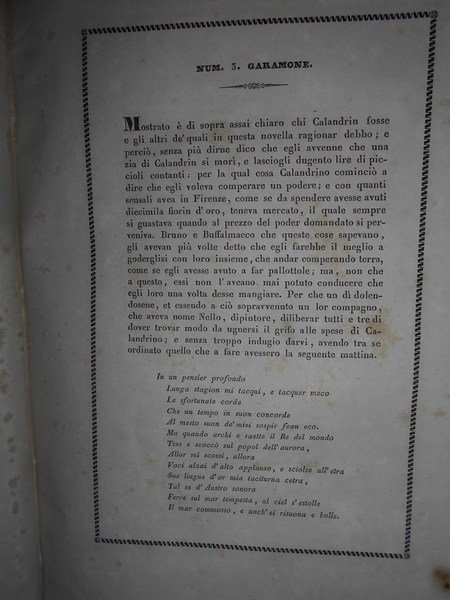 NUM. 3. GARAMONE.
Mostrato è di sopra assai chiaro chi Calandrin fosse
e gli altri de' quali in questa novella ragionar debbo; e
perciò, senza più dirne dico che egli avvenne che una
zia di Calandrin si morì, e lasciogli dugento lire di pic-
cioli contanti: per la qual cosa Calandrino cominciò a
dire che egli voleva comperare un podere; e con quanti
sensali avea in Firenze, come se da spendere avesse avuti
diecimila fiorin d'oro, teneva mercato, il quale sempre
si guastava quando al prezzo del poder domandato si per-
veniva. Bruno e Buffalmacco che queste cose sapevano,
gli avevan più volte detto che egli farebbe il meglio a
goderglisi con loro insieme, che andar comperando terra,
come se egli avesse avuto a far pallottole; ma, non che
a questo, essi non l'aveano mai potuto conducere che
egli loro una volta desse mangiare. Per che un dì dolen-
dosene, et essendo a ciò sopravvenuto un lor compagno,
che aveva nome Nello, dipintore, diliberar tutti e tre di
dover trovar modo da ugnersi il grifo alle spese di Ca-
landrino; e senza troppo indugio darvi, avendo tra se
ordinato quello che a fare avessero la seguente mattina.
In un pensier profondo
Lunga stagion mi tacqui, e tacquer meco
Le sfortunate corde
Che un tempo in suon concorde
Al mesto suon de' miei sospir fean eco.
Ma quando archi e saette il Re del mondo
Tese e scoccò sul popol dell'aurora,
Allor mi scossi, allora
Voci alzai d'alto applauso, e sciolse all'etra
Sue lingue d'or mia taciturna cetra,
Tal se d'Austro sonora
Ferve sul mar tempesta, al ciel s'estolle
Il mar commosso, e anch'ei risuona e bolle.